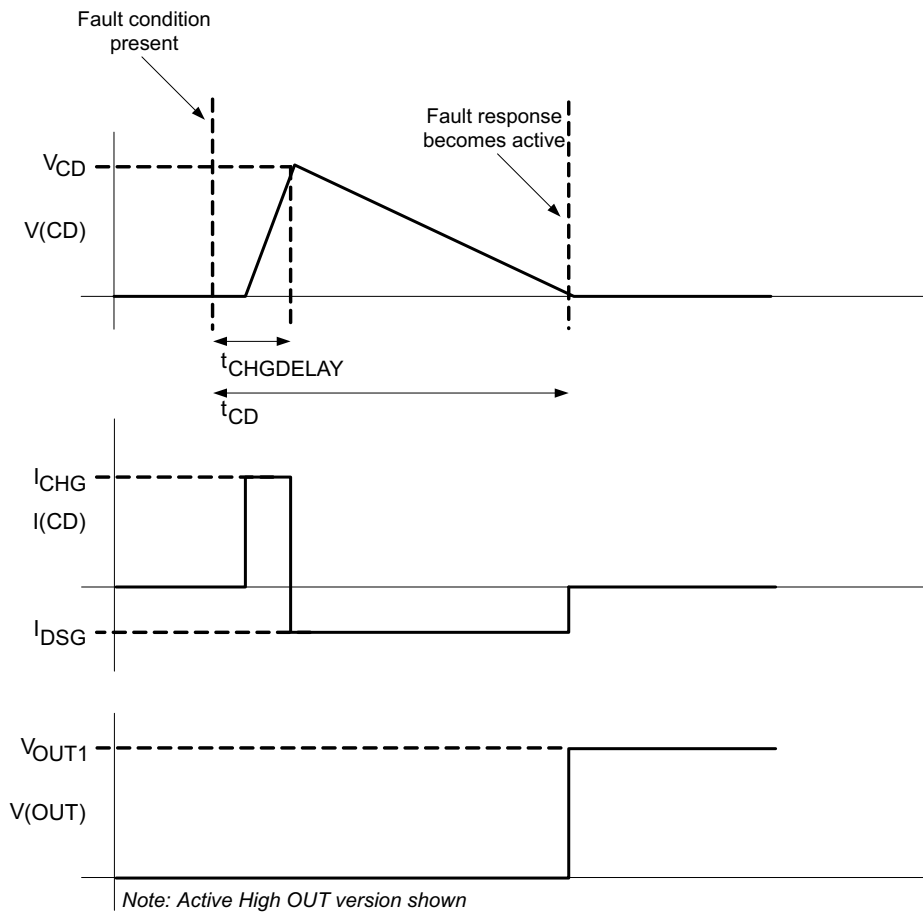 Fault condition
present
Fault response
becomes active
VCD
V(CD)
tCHGDELAY
tCD
ICHG
I(CD)
IDSG
VOUT1
V(OUT)
Note: Active High OUT version shown